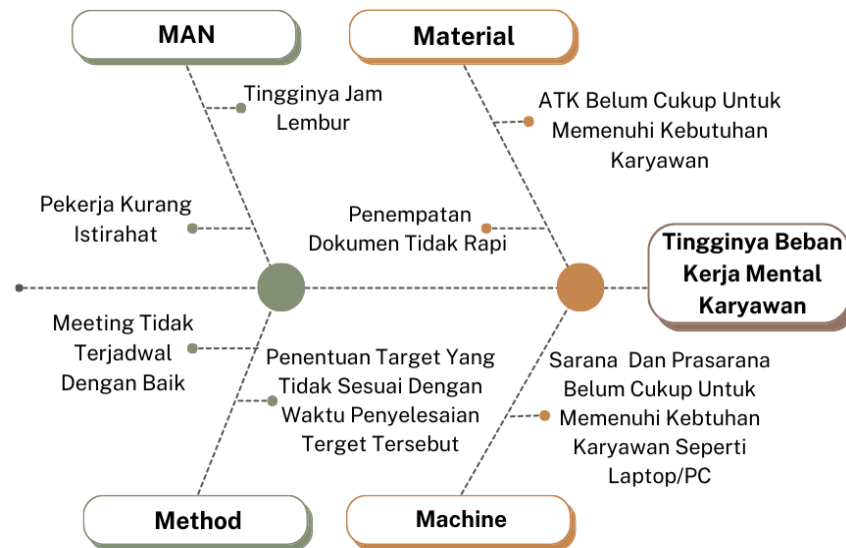 MAN
Material
Tingginya Jam
Lembur
ATK Belum Cukup Untuk
Memenuhi Kebutuhan
Karyawan
Pekerja Kurang
Istirahat
Penempatan
Dokumen Tidak Rapi
Tingginya Beban
Kerja Mental
Karyawan
Meeting Tidak
Terjadwal
Dengan Baik
Penentuan Target Yang
Tidak Sesuai Dengan
Waktu Penyelesaian
Terget Tersebut
Sarana Dan Prasarana
Belum Cukup Untuk
Memenuhi Kebtuhan
Karyawan Seperti
Laptop/PC
Method
Machine